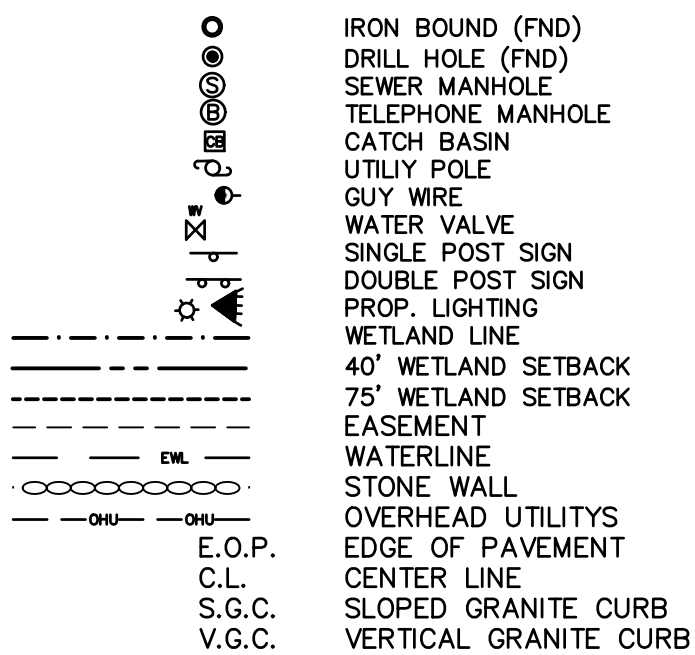 IRON BOUND (FND)
DRILL HOLE (FND)
S SEWER MANHOLE
B TELEPHONE MANHOLE
CB CATCH BASIN
UTILIY POLE
GUY WIRE
WV WATER VALVE
SINGLE POST SIGN
DOUBLE POST SIGN
PROP. LIGHTING
WETLAND LINE
40' WETLAND SETBACK
75' WETLAND SETBACK
EASEMENT
EWL WATERLINE
STONE WALL
OHU OHU OVERHEAD UTILITYS
E.O.P. EDGE OF PAVEMENT
C.L. CENTER LINE
S.G.C. SLOPED GRANITE CURB
V.G.C. VERTICAL GRANITE CURB